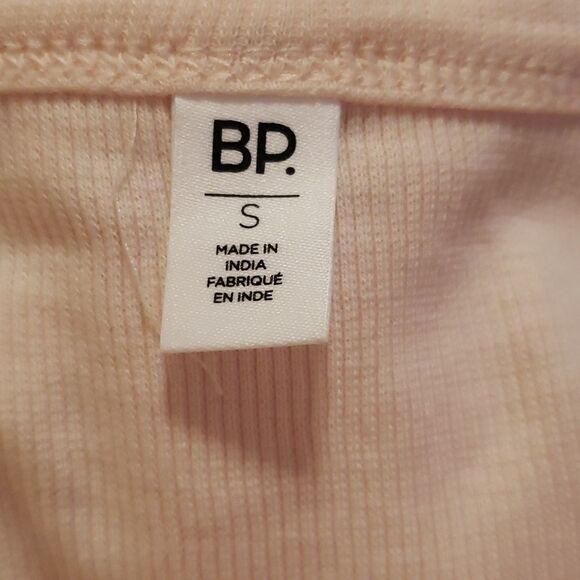 BP.
S
MADE IN
INDIA
FABRIQUÉ
EN INDE